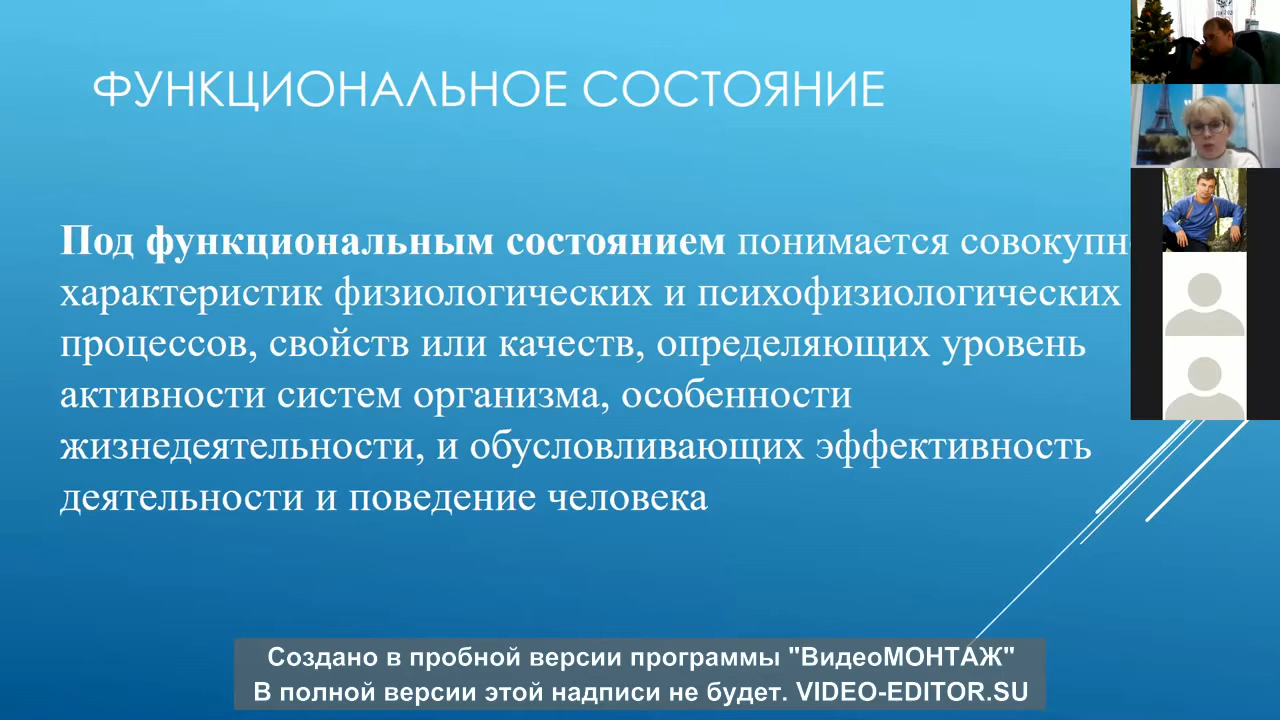 ФУНКЦИОНАЛЬНОЕ СОСТОЯНИЕ
Под функциональным состоянием понимается
характеристик физиологических и психофизиологических
процессов, свойств или качеств, определяющих уровень
активности систем организма, особенности
жизнедеятельности, и обусловливающих эффективность
деятельности и поведение человека
Создано в пробной версии программы "ВидеоМОНТАЖ"
В полной версии этой надписи не будет. VIDEO-EDITOR.SU